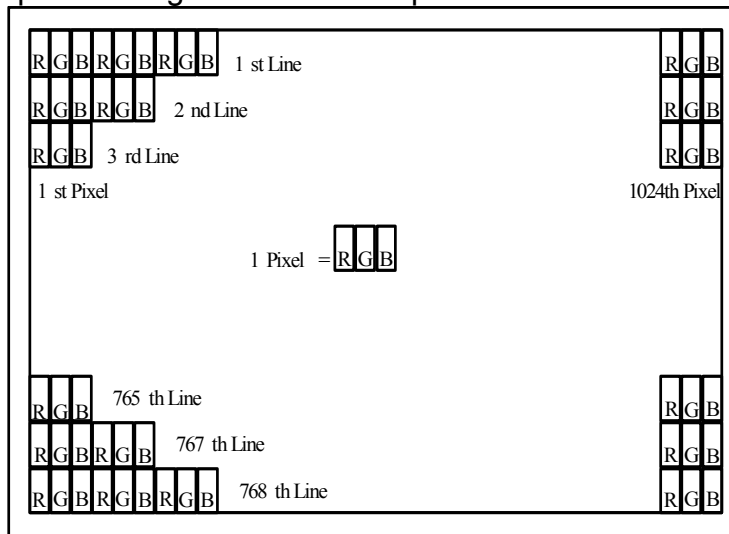 R G B R G B R G B 1 st Line R G B
R G B R G B 2 nd Line R G B
R G B 3 rd Line R G B
1 st Pixel 1024th Pixel
1 Pixel = R G B
R G B 765 th Line R G B
R G B R G B 767 th Line R G B
R G B R G B R G B 768 th Line R G B